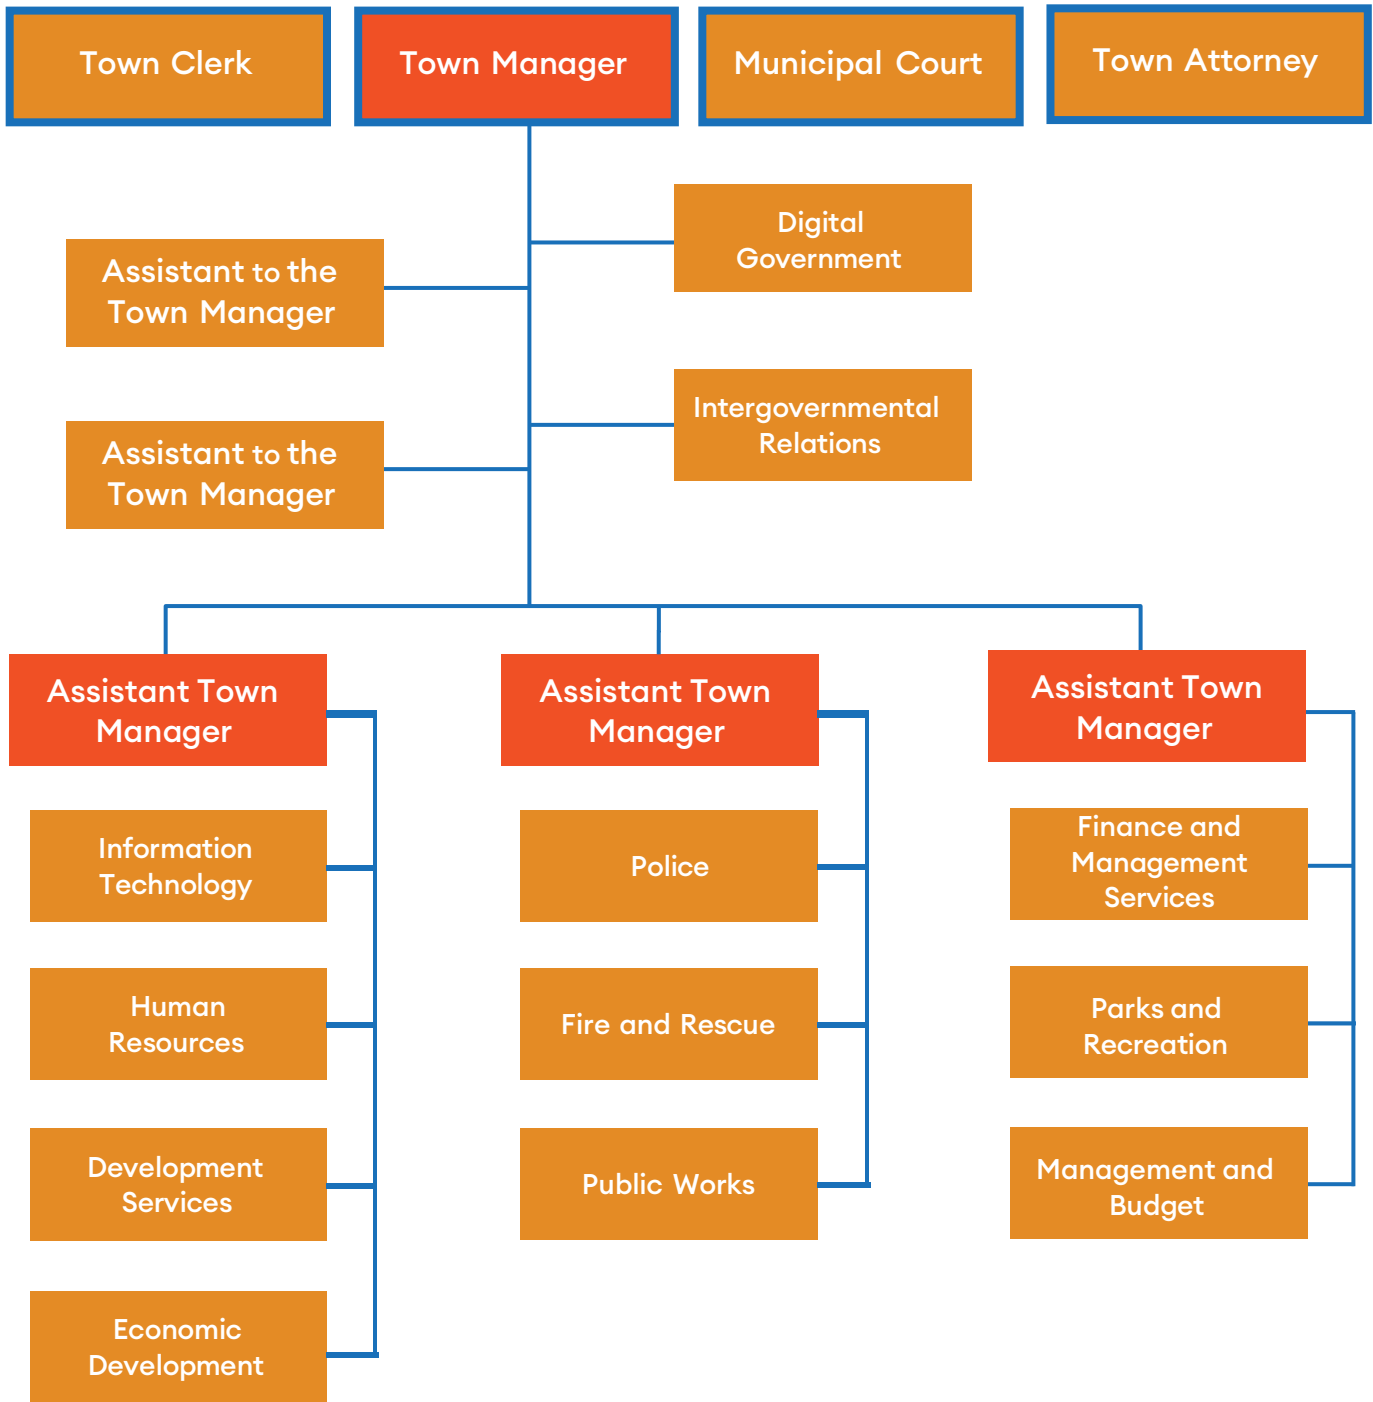 Town Clerk
Town Manager
Municipal Court
Town Attorney
Digital
Government
Assistant to the
Town Manager
Intergovernmental
Relations
Assistant to the
Town Manager
Assistant Town
Manager
Information
Technology
Human
Resources
Development
Services
Economic
Development
Assistant Town
Manager
Police
Fire and Rescue
Public Works
Assistant Town
Manager
Finance and
Management
Services
Parks and
Recreation
Management and
Budget